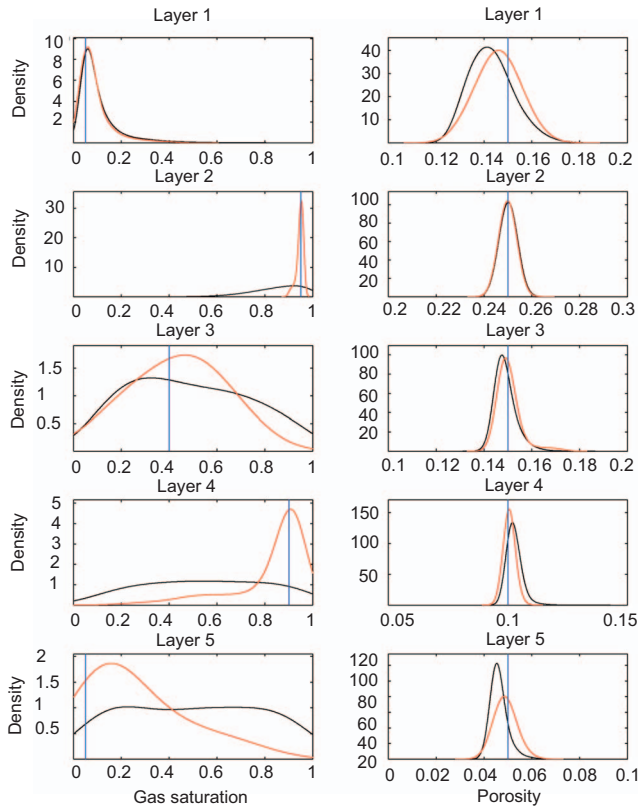 Layer 1
Layer 1
Density
10
8
6
4
2
0 0.2 0.4 0.6 0.8 1
40
30
20
10
0.1 0.12 0.14 0.16 0.18 0.2
Layer 2
Layer 2
Density
30
20
10
0 0.2 0.4 0.6 0.8 1
100
80
60
40
20
0.2 0.22 0.24 0.26 0.28 0.3
Layer 3
Layer 3
Density
1.5
1
0.5
0 0.2 0.4 0.6 0.8 1
100
80
60
40
20
0.1 0.12 0.14 0.16 0.18 0.2
Layer 4
Layer 4
Density
5
4
3
2
1
0 0.2 0.4 0.6 0.8 1
150
100
50
0.05 0.1 0.15
Layer 5
Layer 5
Density
2
1.5
1
0.5
0 0.2 0.4 0.6 0.8 1
120
100
80
60
40
20
0 0.02 0.04 0.06 0.08 0.1
Gas saturation
Porosity